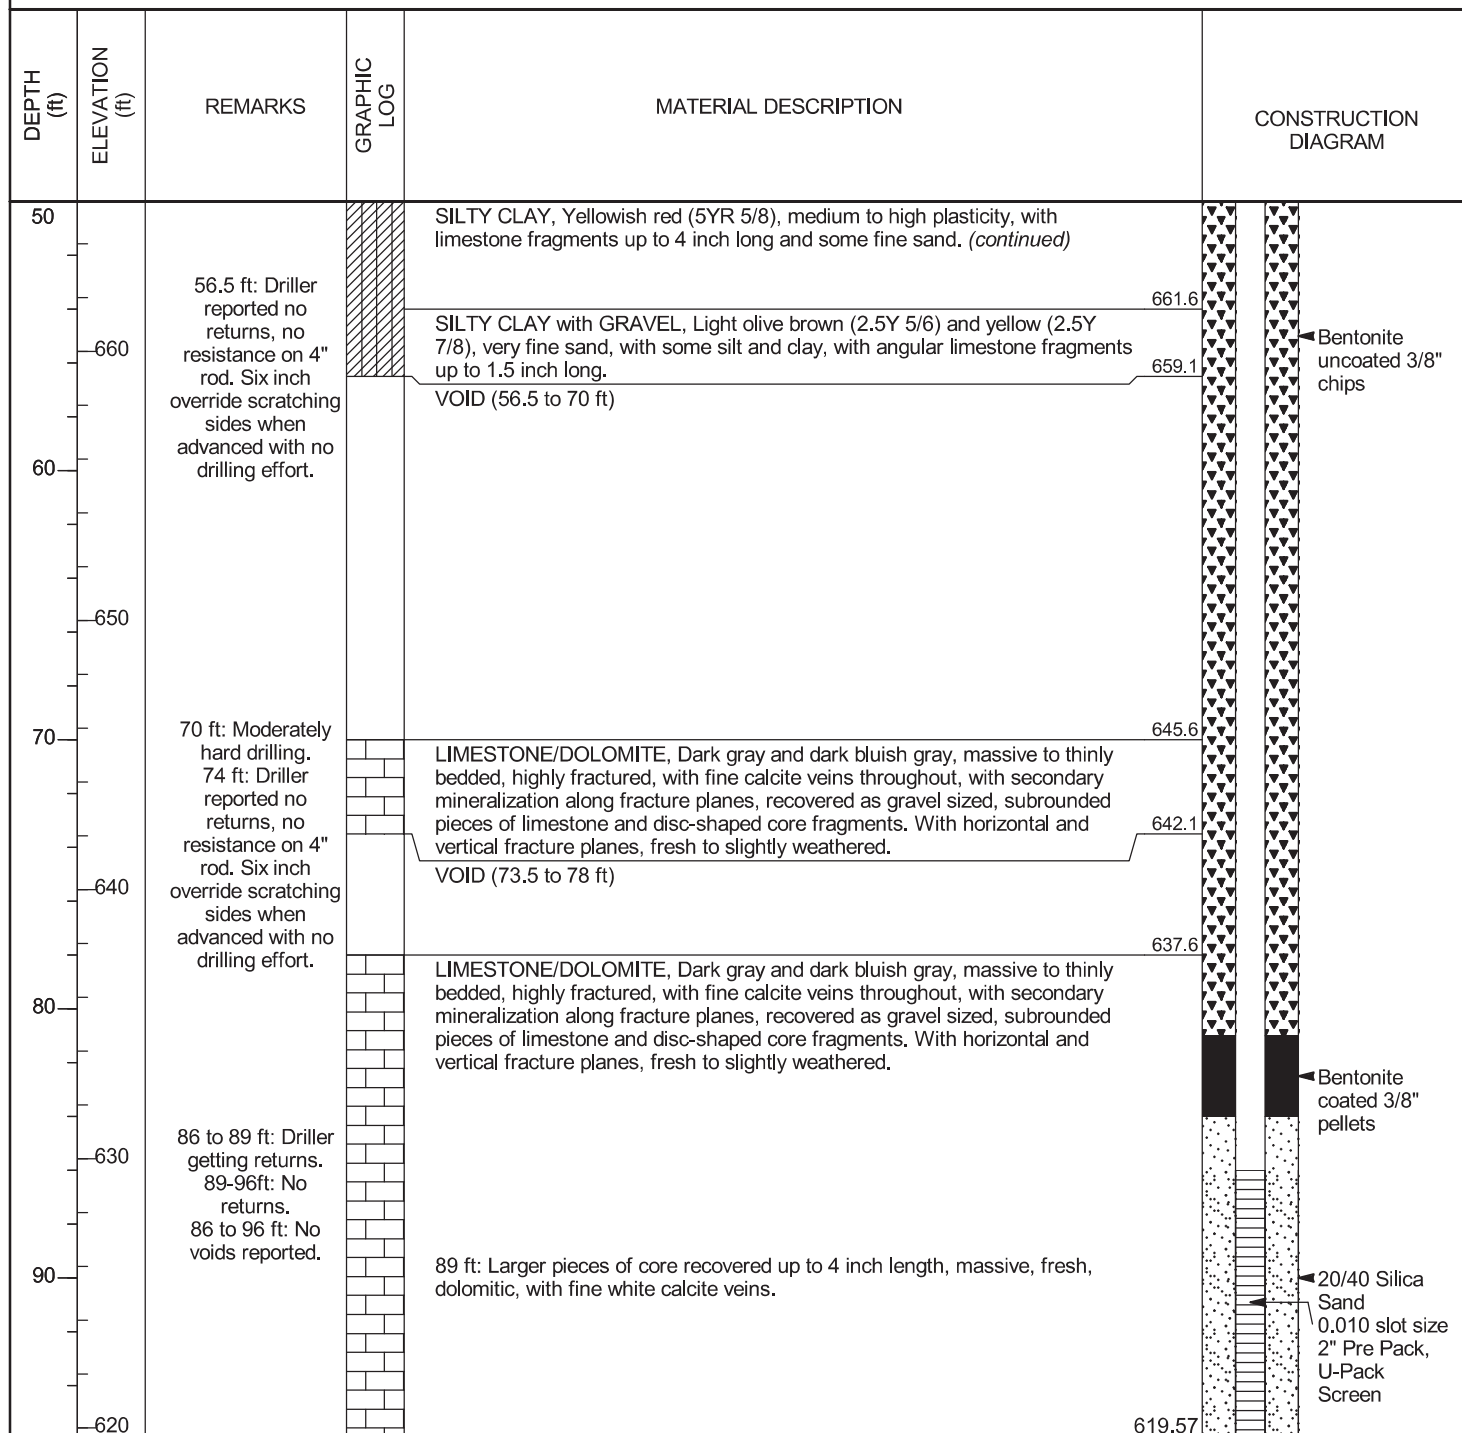 DEPTH
(ft)
ELEVATION
(ft)
REMARKS
GRAPHIC
LOG
MATERIAL DESCRIPTION
CONSTRUCTION
DIAGRAM
50
SILTY CLAY, Yellowish red (5YR 5/8), medium to high plasticity, with
limestone fragments up to 4 inch long and some fine sand. (continued)
661.6
56.5 ft: Driller
reported no
returns, no
resistance on 4"
rod. Six inch
override scratching
sides when
advanced with no
drilling effort.
SILTY CLAY with GRAVEL, Light olive brown (2.5Y 5/6) and yellow (2.5Y
7/8), very fine sand, with some silt and clay, with angular limestone fragments
up to 1.5 inch long.
659.1
660
Bentonite
uncoated 3/8"
chips
VOID (56.5 to 70 ft)
60
650
70
645.6
70 ft: Moderately
hard drilling.
74 ft: Driller
reported no
returns, no
resistance on 4"
rod. Six inch
override scratching
sides when
advanced with no
drilling effort.
LIMESTONE/DOLOMITE, Dark gray and dark bluish gray, massive to thinly
bedded, highly fractured, with fine calcite veins throughout, with secondary
mineralization along fracture planes, recovered as gravel sized, subrounded
pieces of limestone and disc-shaped core fragments. With horizontal and
vertical fracture planes, fresh to slightly weathered.
642.1
VOID (73.5 to 78 ft)
640
637.6
LIMESTONE/DOLOMITE, Dark gray and dark bluish gray, massive to thinly
bedded, highly fractured, with fine calcite veins throughout, with secondary
mineralization along fracture planes, recovered as gravel sized, subrounded
pieces of limestone and disc-shaped core fragments. With horizontal and
vertical fracture planes, fresh to slightly weathered.
80
Bentonite
coated 3/8"
pellets
86 to 89 ft: Driller
getting returns.
89-96ft: No
returns.
86 to 96 ft: No
voids reported.
630
89 ft: Larger pieces of core recovered up to 4 inch length, massive, fresh,
dolomitic, with fine white calcite veins.
90
20/40 Silica
Sand
0.010 slot size
2" Pre Pack,
U-Pack
Screen
620
619.57